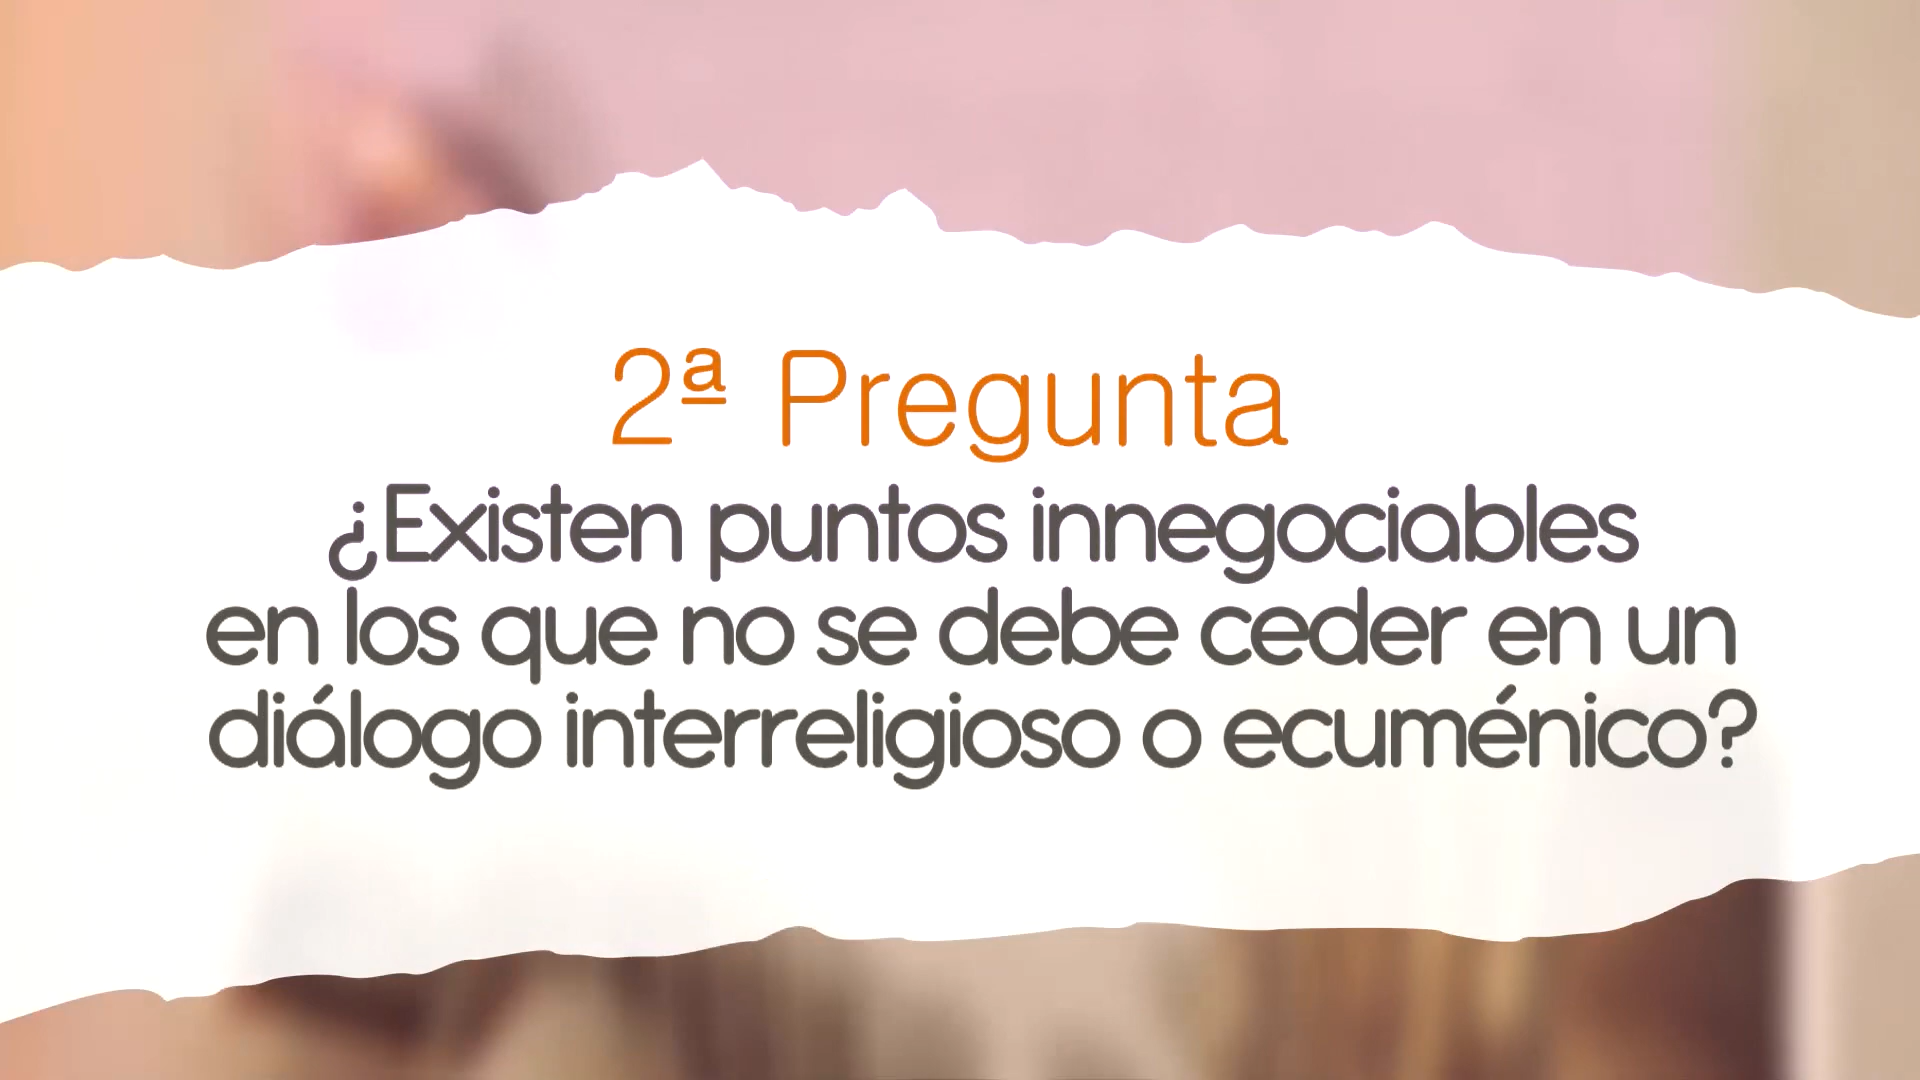 2ª Pregunta
¿Existen puntos innegociables
en los que no se debe ceder en un
diálogo interreligioso o ecuménico?